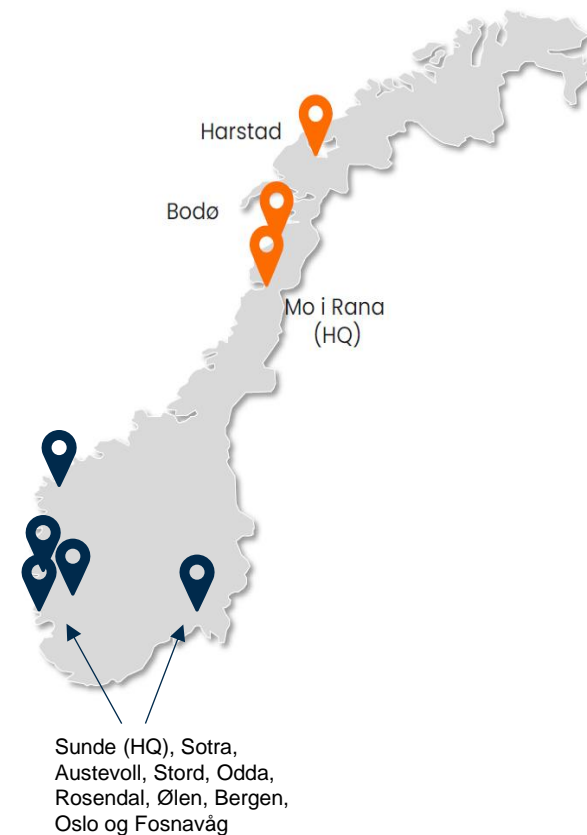 Harstad
Bodø
Mo i Rana
(HQ)
Sunde (HQ), Sotra,
Austevoll, Stord, Odda,
Rosendal, Ølen, Bergen,
Oslo og Fosnavåg